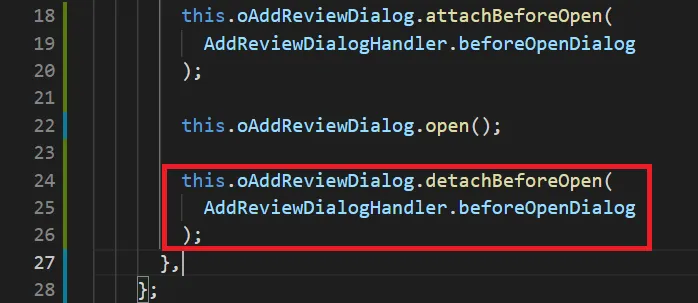 18 this.oAddReviewDialog.attachBeforeOpen(
19 AddReviewDialogHandler.beforeOpenDialog
20 );
21
22 this.oAddReviewDialog.open();
23
24 this.oAddReviewDialog.detachBeforeOpen(
25 AddReviewDialogHandler.beforeOpenDialog
26 );
27 },
28 };